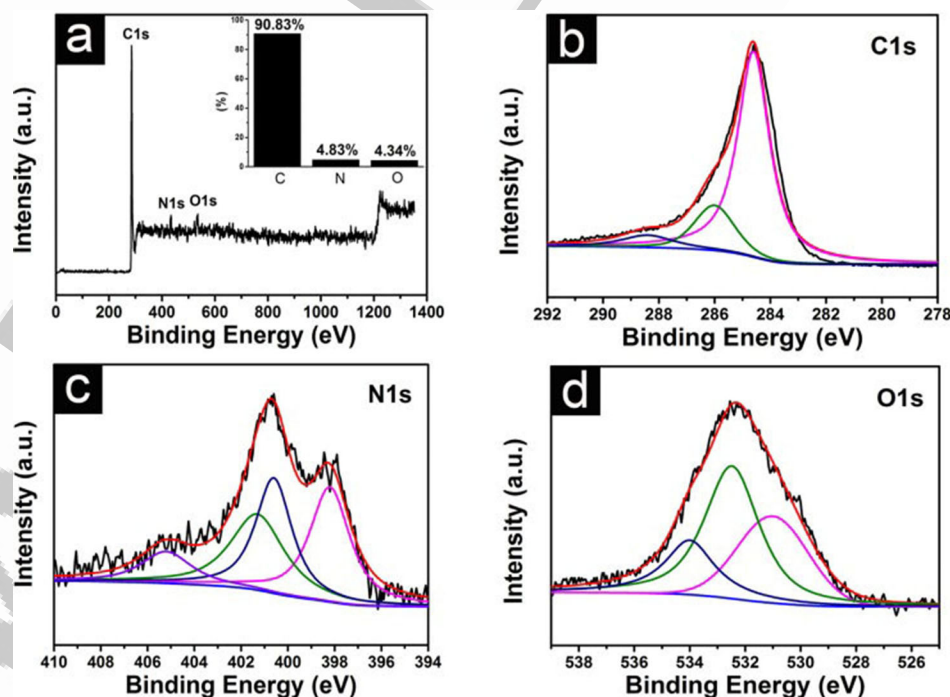 a
C1s
N1s
O1s
Intensity (a.u.)
0 200 400 600 800 1000 1200 1400
Binding Energy (eV)
(%)
100
80
60
40
20
0
90.83%
4.83%
4.34%
C N O
b
C1s
Intensity (a.u.)
292 290 288 286 284 282 280 278
Binding Energy (eV)
c
N1s
Intensity (a.u.)
410 408 406 404 402 400 398 396 394
Binding Energy (eV)
d
O1s
Intensity (a.u.)
538 536 534 532 530 528 526
Binding Energy (eV)